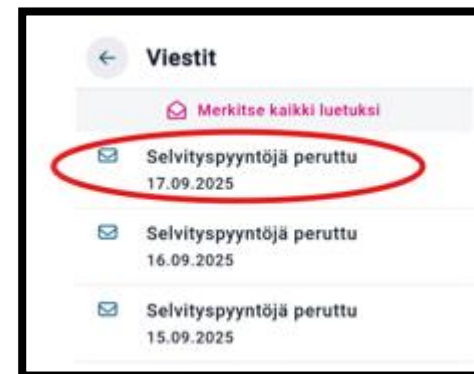 Viestit
Merkitse kaikki luetuksi
Selvityspyyntöjä peruttu
17.09.2025
Selvityspyyntöjä peruttu
16.09.2025
Selvityspyyntöjä peruttu
15.09.2025